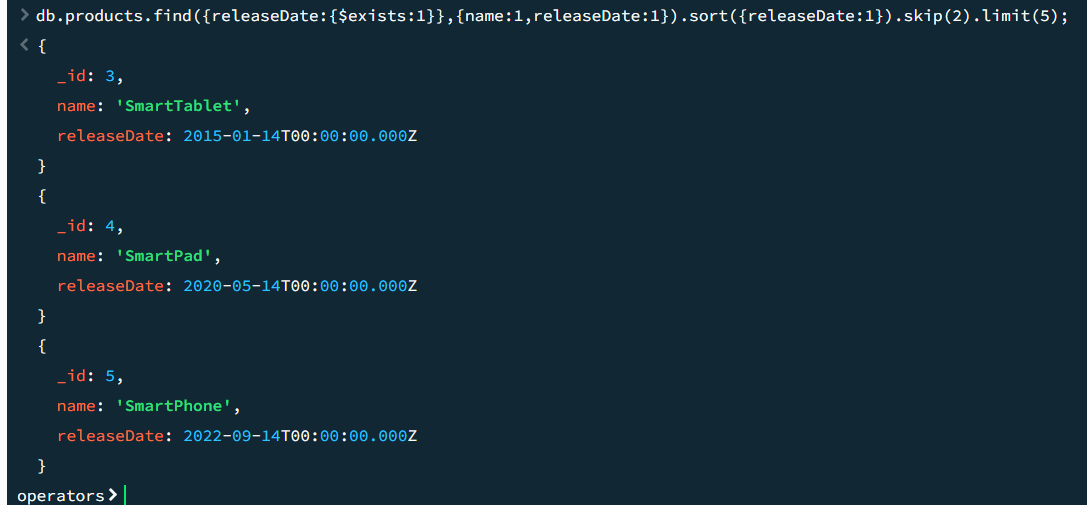 > db.products.find({releaseDate:{$exists:1}},{name:1,releaseDate:1}).sort({releaseDate:1}).skip(2).limit(5);
< {
_id: 3,
name: 'SmartTablet',
releaseDate: 2015-01-14T00:00:00.000Z
}
{
_id: 4,
name: 'SmartPad',
releaseDate: 2020-05-14T00:00:00.000Z
}
{
_id: 5,
name: 'SmartPhone',
releaseDate: 2022-09-14T00:00:00.000Z
}
operators>